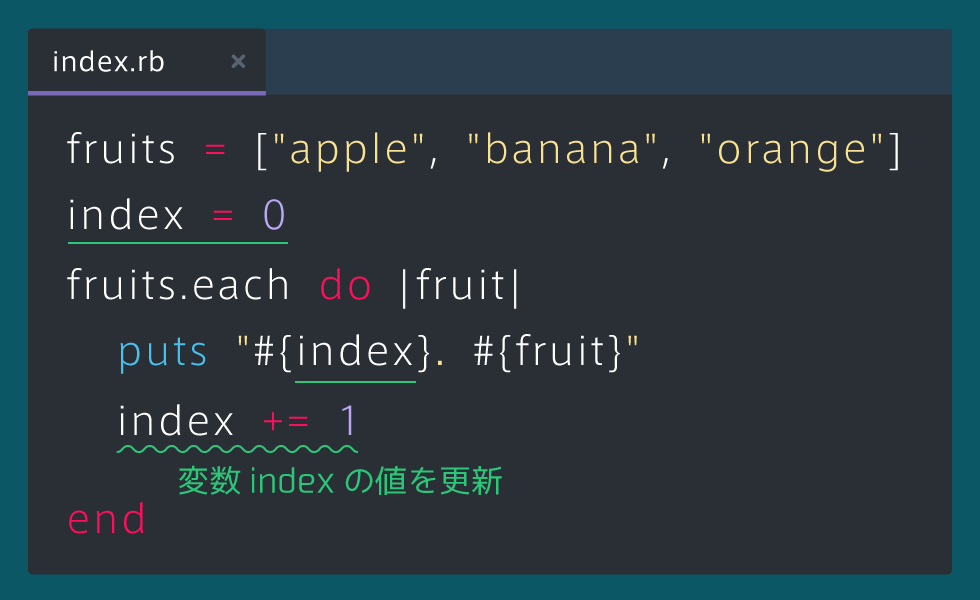 index.rb ×
fruits = ["apple", "banana", "orange"]
index = 0
fruits.each do |fruit|
  puts "#{index}. #{fruit}"
  index += 1
変数 index の値を更新
end